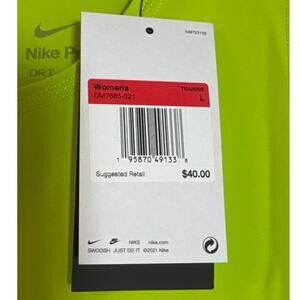 Nike Pr
DRI-
Womens TRAINING
DM7685-321 L
1 95870 49133 8
Suggested Retail $40.00
NIKE nike.com
SWOOSH JUST DO IT ©2021 Nike